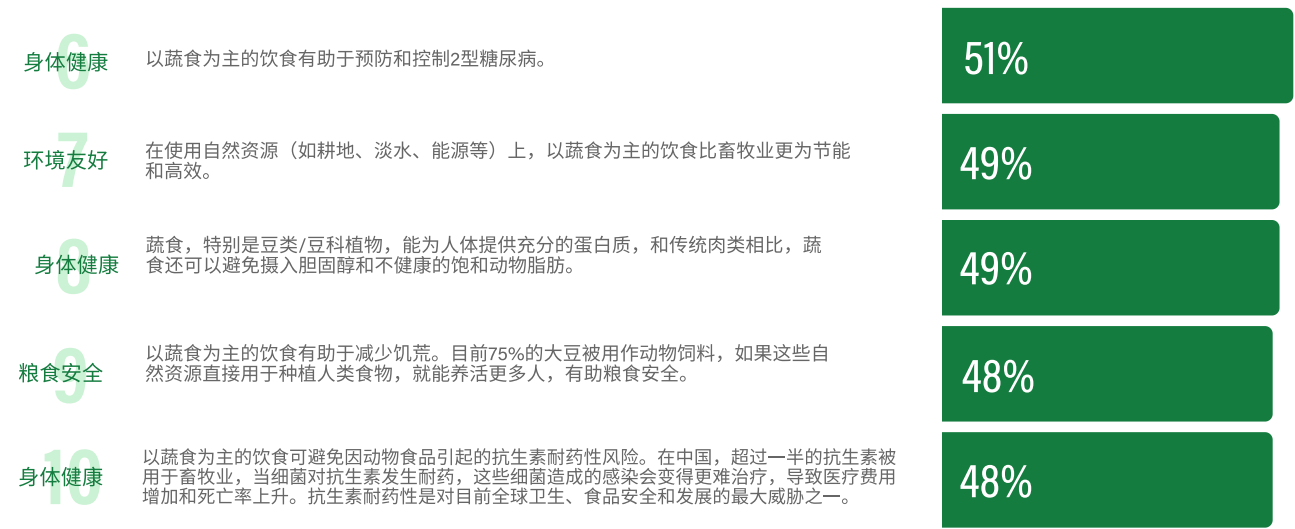 6
身体健康
以蔬食为主的饮食有助于预防和控制2型糖尿病。
51%
7
环境友好
在使用自然资源（如耕地、淡水、能源等）上，以蔬食为主的饮食比畜牧业更为节能
和高效。
49%
8
身体健康
蔬食，特别是豆类/豆科植物，能为人体提供充分的蛋白质，和传统肉类相比，蔬
食还可以避免摄入胆固醇和不健康的饱和动物脂肪。
49%
9
粮食安全
以蔬食为主的饮食有助于减少饥荒。目前75%的大豆被用作动物饲料，如果这些自
然资源直接用于种植人类食物，就能养活更多人，有助粮食安全。
48%
10
身体健康
以蔬食为主的饮食可避免因动物食品引起的抗生素耐药性风险。在中国，超过一半的抗生素被
用于畜牧业，当细菌对抗生素发生耐药，这些细菌造成的感染会变得更难治疗，导致医疗费用
增加和死亡率上升。抗生素耐药性是对目前全球卫生、食品安全和发展的最大威胁之一。
48%